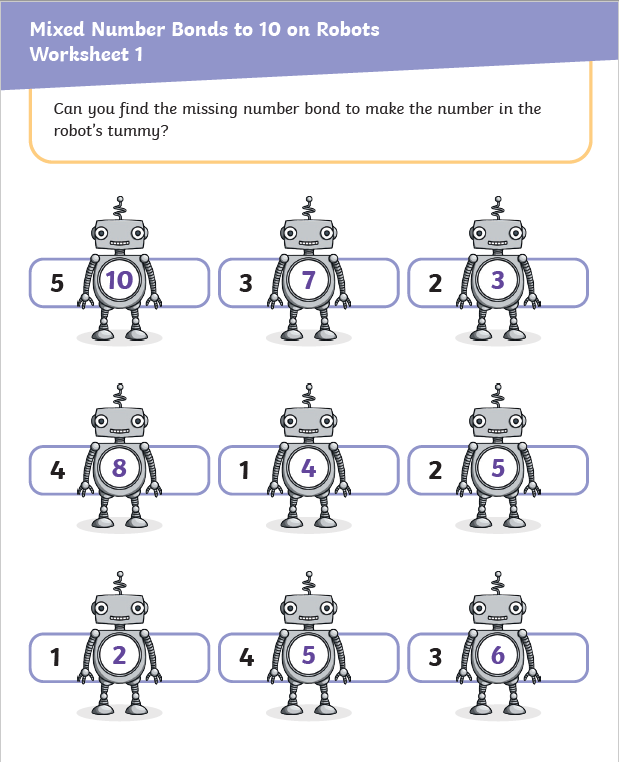 Mixed Number Bonds to 10 on Robots
Worksheet 1
Can you find the missing number bond to make the number in the
robot's tummy?
5 10 3 7 2 3
4 8 1 4 2 5
1 2 4 5 3 6